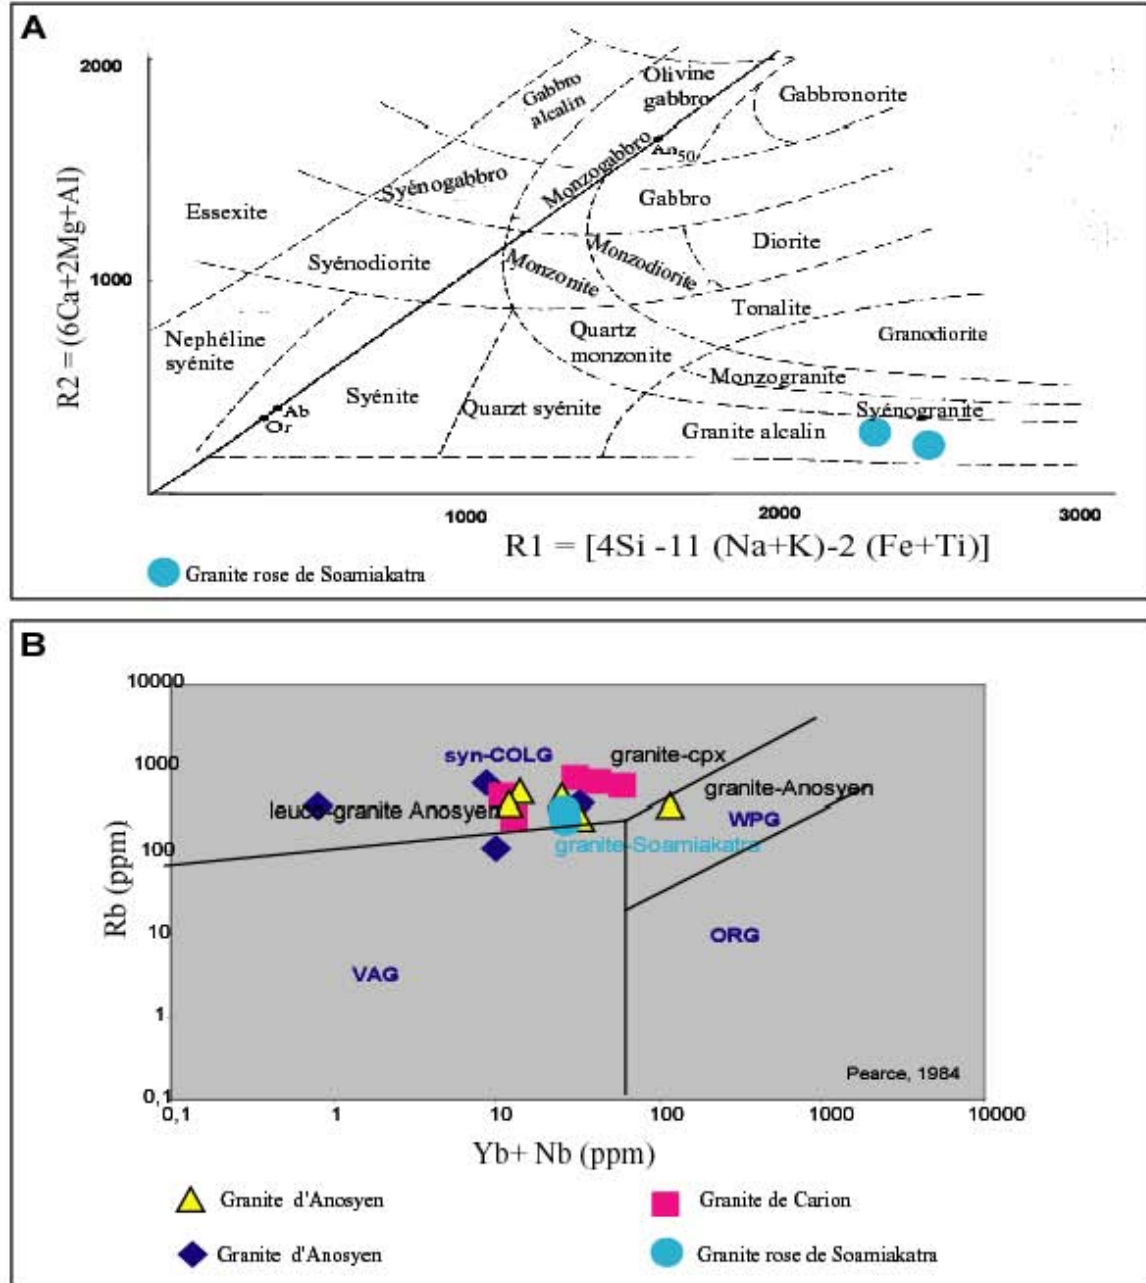 A
2000
1000
R2 = (6Ca+2Mg+Al)
Gabbro
alcalin
Olivine
gabbro
Gabbronorite
Monzogabbro
An50
Syénogabbro
Essexite
Gabbro
Syénodiorite
Monzonite
Monzodiorite
Diorite
Tonalite
Nephéline
syénite
Quartz
monzonite
Granodiorite
Monzogranite
Ab
Or
Syénite
Quarzt syénite
Syénogranite
Granite alcalin
1000
2000
3000
R1 = [4Si -11 (Na+K)-2 (Fe+Ti)]
Granite rose de Soamiakatra
B
10000
1000
100
10
1
0,1
Rb (ppm)
syn-COLG
granite-cpx
granite-Anosyen
leuco-granite Anosyen
WPG
granite-Soamiakatra
ORG
VAG
Pearce, 1984
0,1
1
10
100
1000
10000
Yb+ Nb (ppm)
Granite d'Anosyen
Granite de Carion
Granite d'Anosyen
Granite rose de Soamiakatra